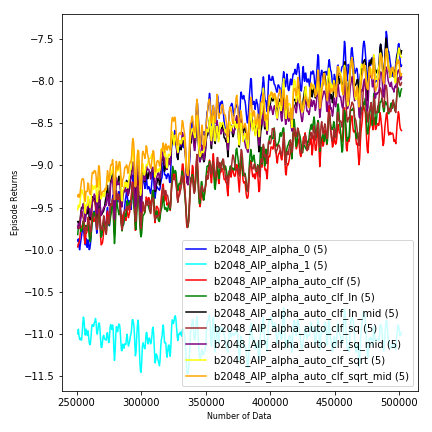 −7.5
−8.0
−8.5
−9.0
−9.5
−10.0
−10.5
−11.0
−11.5
Episode Returns
b2048_AIP_alpha_0 (5)
b2048_AIP_alpha_1 (5)
b2048_AIP_alpha_auto_clf (5)
b2048_AIP_alpha_auto_clf_ln (5)
b2048_AIP_alpha_auto_clf_ln_mid (5)
b2048_AIP_alpha_auto_clf_sq (5)
b2048_AIP_alpha_auto_clf_sq_mid (5)
b2048_AIP_alpha_auto_clf_sqrt (5)
b2048_AIP_alpha_auto_clf_sqrt_mid (5)
250000 300000 350000 400000 450000 500000
Number of Data